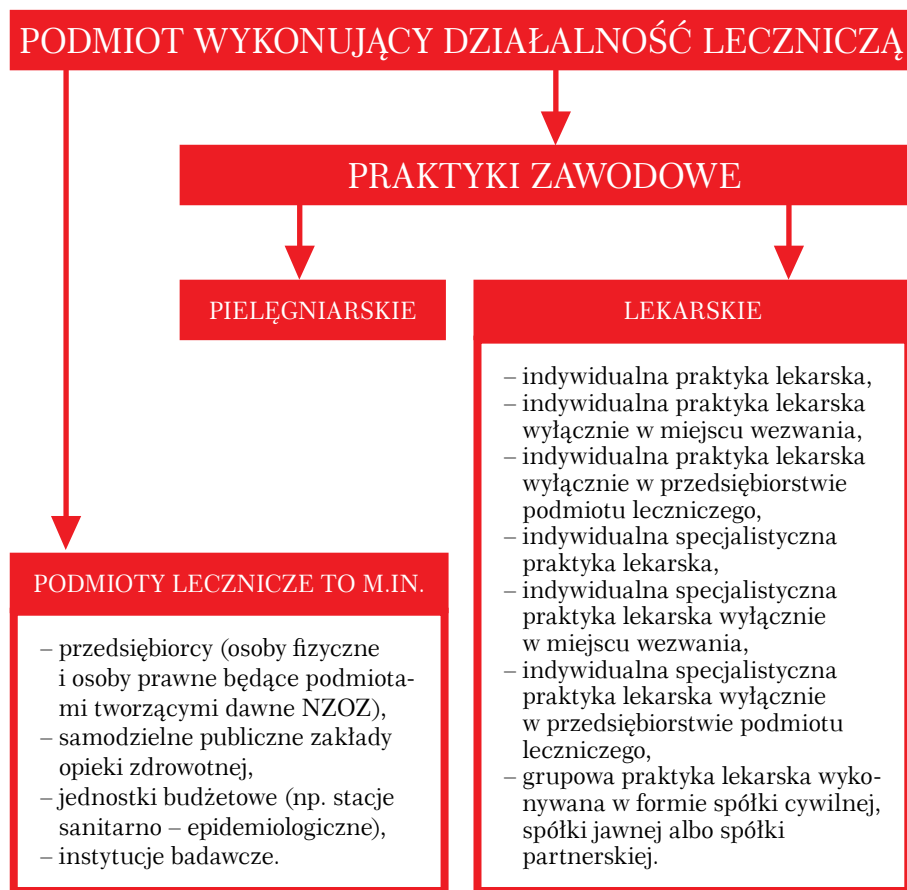 PODMIOT WYKONUJĄCY DZIAŁALNOŚĆ LECZNICZĄ
PRAKTYKI ZAWODOWE
PIELĘGNIARSKIE
LEKARSKIE
– indywidualna praktyka lekarska,
– indywidualna praktyka lekarska
wyłącznie w miejscu wezwania,
– indywidualna praktyka lekarska
wyłącznie w przedsiębiorstwie
podmiotu leczniczego,
– indywidualna specjalistyczna
praktyka lekarska,
– indywidualna specjalistyczna
praktyka lekarska wyłącznie
w miejscu wezwania,
– indywidualna specjalistyczna
praktyka lekarska wyłącznie
w przedsiębiorstwie podmiotu
leczniczego,
– grupowa praktyka lekarska wyko-
nywana w formie spółki cywilnej,
spółki jawnej albo spółki
partnerskiej.
PODMIOTY LECZNICZE TO M.IN.
– przedsiębiorcy (osoby fizyczne
i osoby prawne będące podmiota-
mi tworzącymi dawne NZOZ),
– samodzielne publiczne zakłady
opieki zdrowotnej,
– jednostki budżetowe (np. stacje
sanitarno – epidemiologiczne),
– instytucje badawcze.